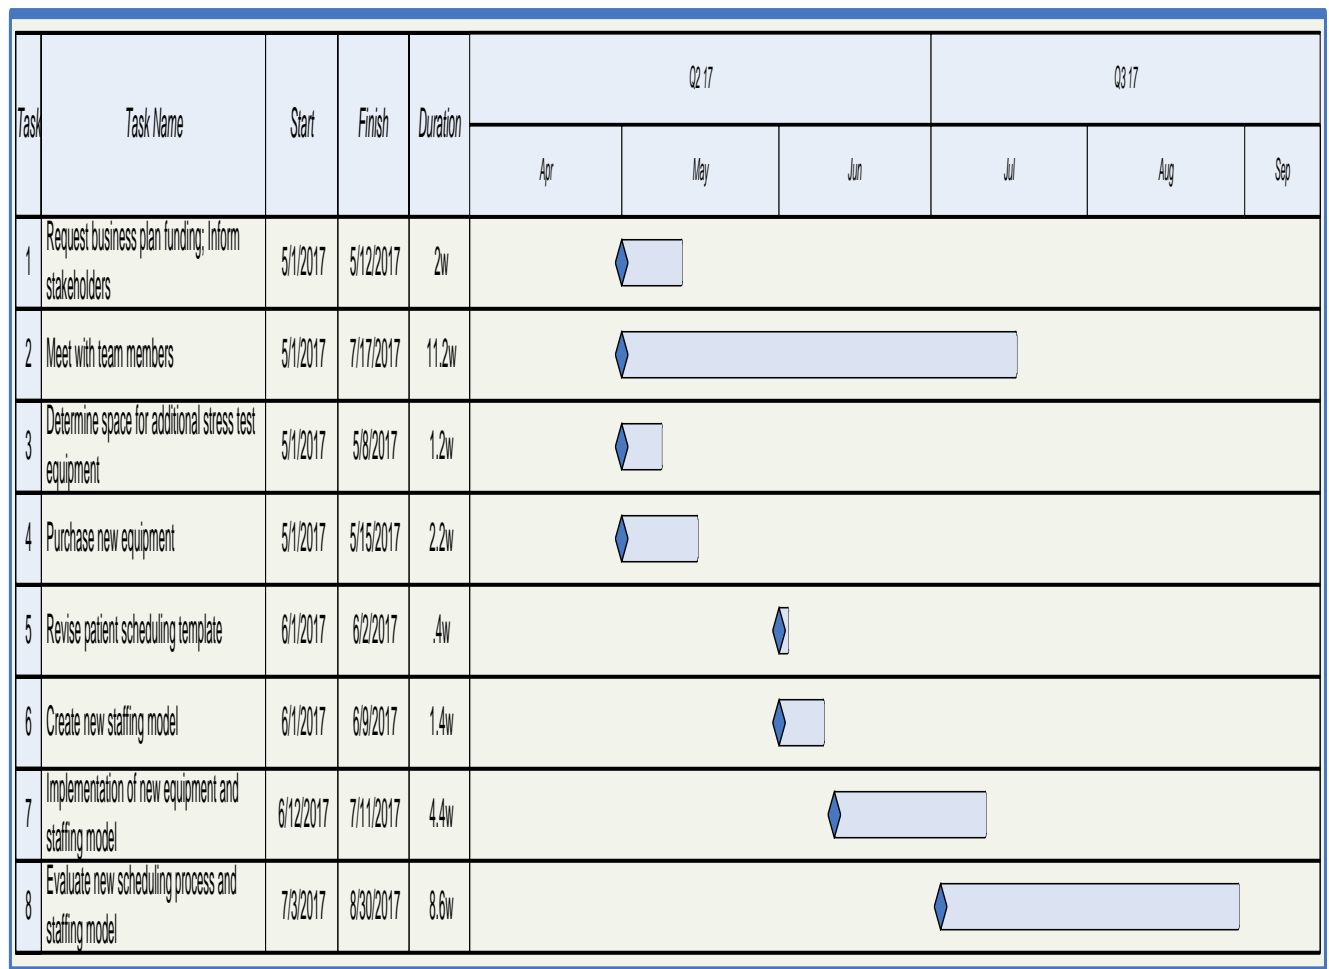 Task Task Name Start Finish Duration Q2 17 Q3 17
Apr May Jun Jul Aug Sep
1 Request business plan funding; Inform
stakeholders 5/1/2017 5/12/2017 2w
2 Meet with team members 5/1/2017 7/17/2017 11.2w
3 Determine space for additional stress test
equipment 5/1/2017 5/8/2017 1.2w
4 Purchase new equipment 5/1/2017 5/15/2017 2.2w
5 Revise patient scheduling template 6/1/2017 6/2/2017 .4w
6 Create new staffing model 6/1/2017 6/9/2017 1.4w
7 Implementation of new equipment and
staffing model 6/12/2017 7/11/2017 4.4w
8 Evaluate new scheduling process and
staffing model 7/3/2017 8/30/2017 8.6w